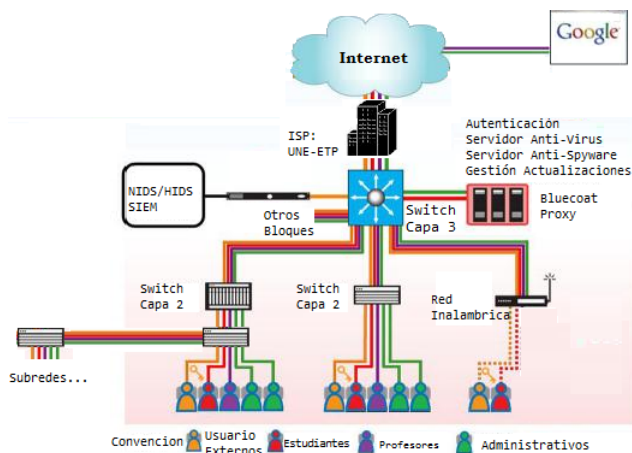 Google
Internet
ISP:
UNE-ETP
Autenticación
Servidor Anti-Virus
Servidor Anti-Spyware
Gestión Actualizaciones
NIDS/HIDS
SIEM
Otros
Bloques
Switch
Capa 3
Bluecoat
Proxy
Switch
Capa 2
Switch
Capa 2
Red
Inalambrica
Subredes...
Convencion
Usuario
Externos
Estudiantes
Profesores
Administrativos